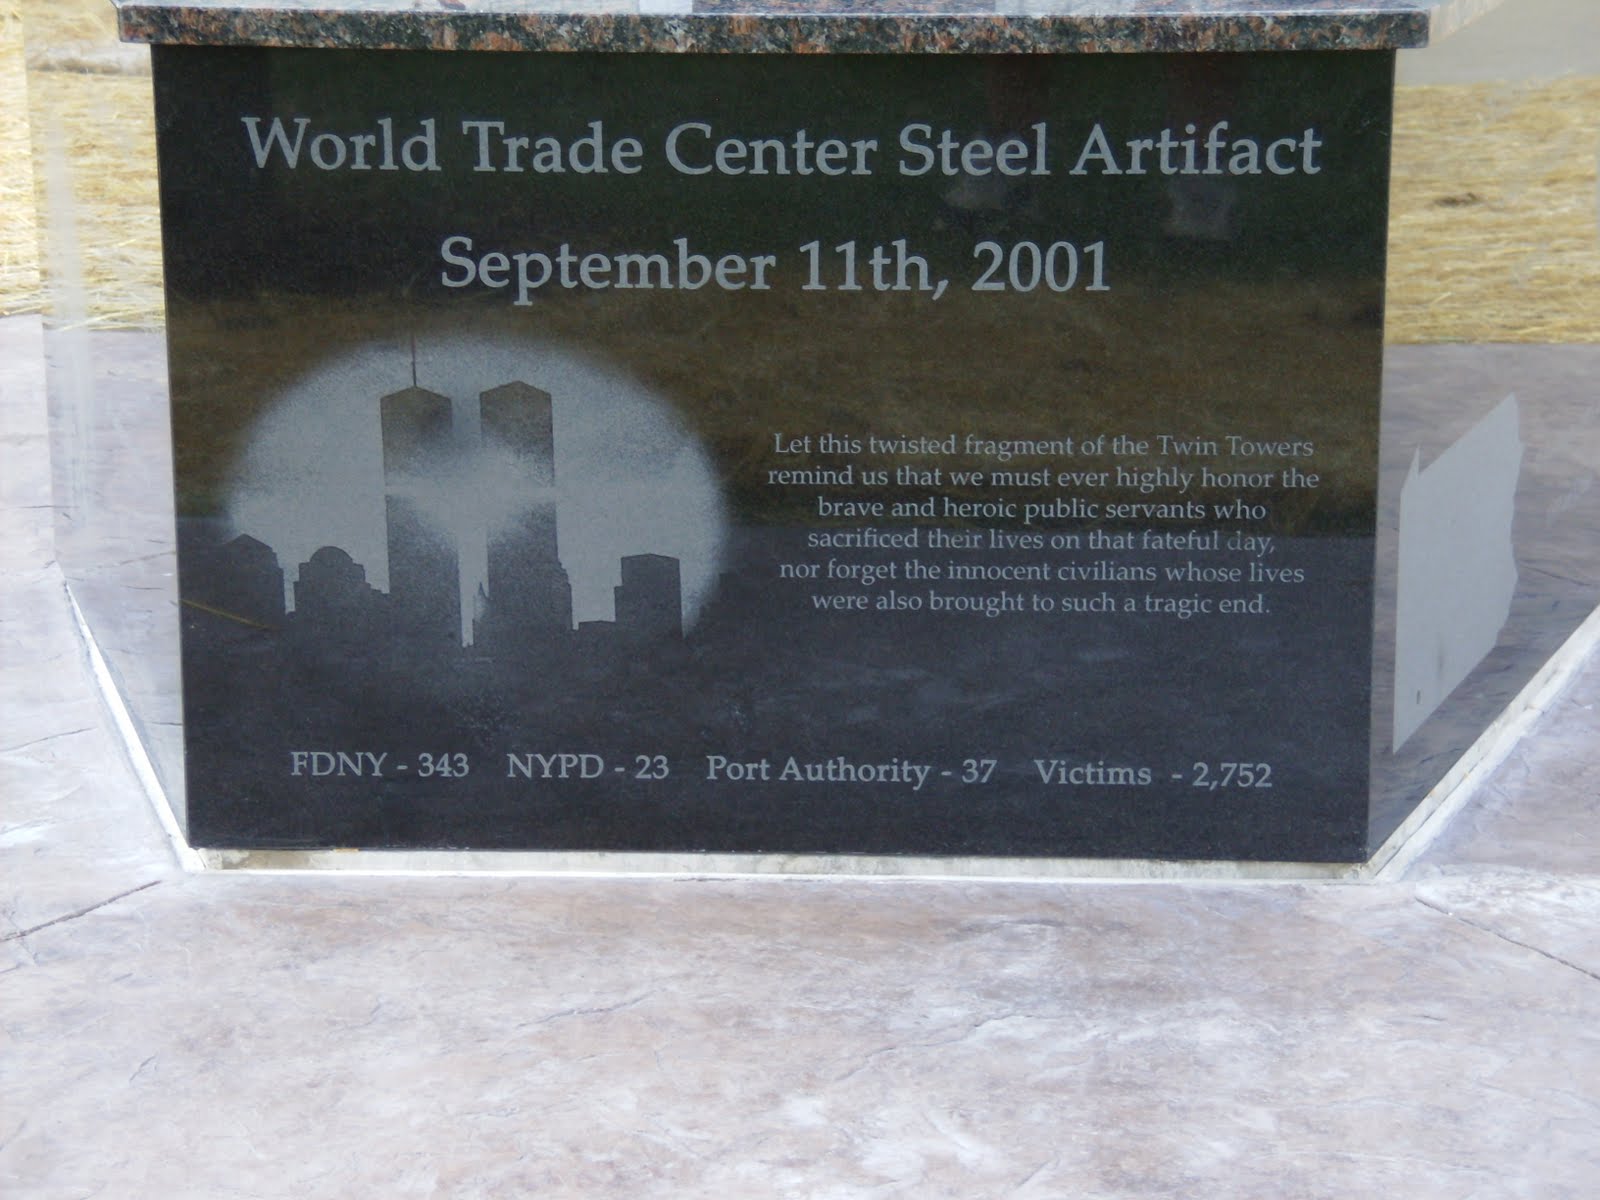 World Trade Center Steel Artifact
September 11th, 2001
Let this twisted fragment of the Twin Towers
remind us that we must ever highly honor the
brave and heroic public servants who
sacrificed their lives on that fateful day,
nor forget the innocent civilians whose lives
were also brought to such a tragic end.
FDNY - 343 NYPD - 23 Port Authority - 37 Victims - 2,752